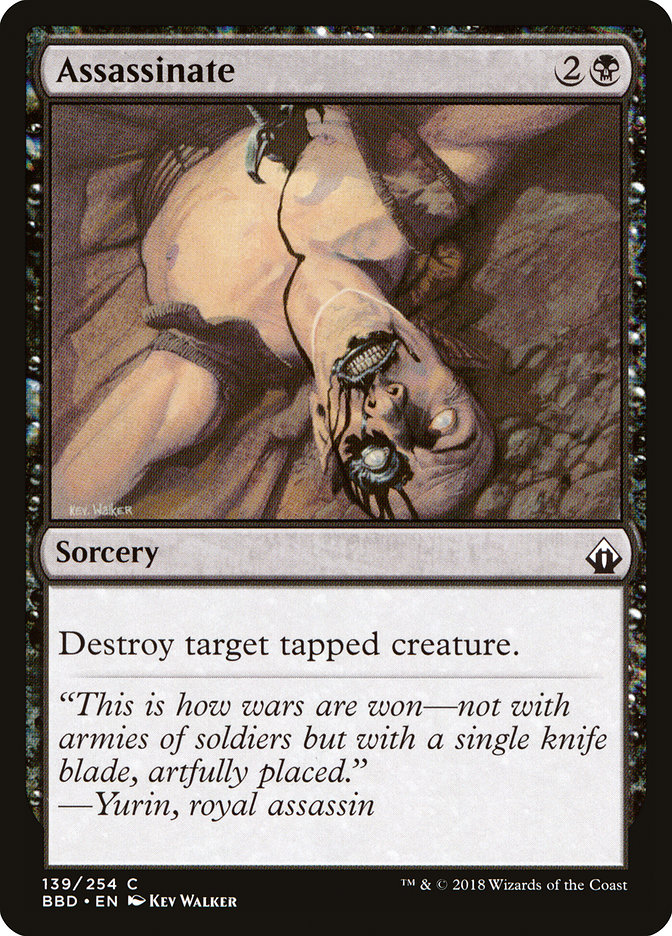 Assassinate 2
KEV. WALKER
Sorcery
Destroy target tapped creature.
“This is how wars are won—not with
armies of soldiers but with a single knife
blade, artfully placed.”
—Yurin, royal assassin
139/254 C
BBD • EN Kev Walker
™ & © 2018 Wizards of the Coast